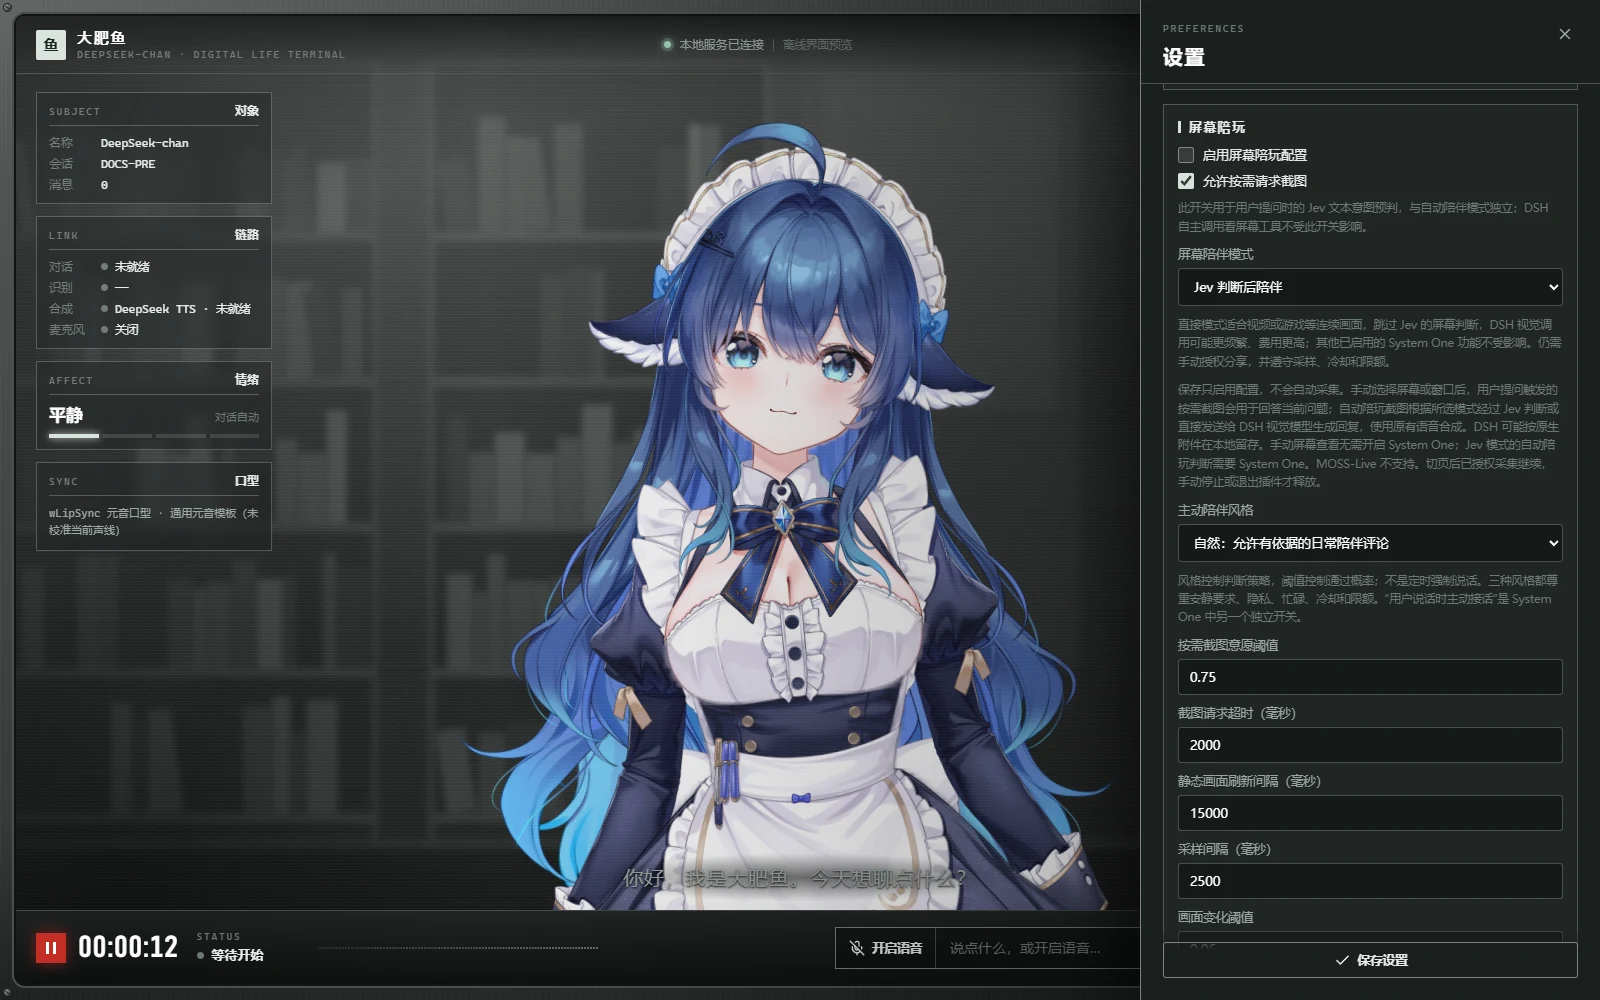 鱼
大肥鱼
DEEPSEEK-CHAN · DIGITAL LIFE TERMINAL
本地服务已连接 | 离线界面预览
SUBJECT 对象
名称 DeepSeek-chan
会话 DOCS-PRE
消息 0
LINK 链路
对话 未就绪
识别 —
合成 DeepSeek TTS · 未就绪
麦克风 关闭
AFFECT 情绪
平静 对话自动
SYNC 口型
wLipSync 元音口型 · 通用元音模板（未
校准当前声线）
你好，我是大肥鱼。今天想聊点什么？
00:00:12
STATUS
等待开始
开启语音
说点什么，或开启语音...
PREFERENCES
设置
屏幕陪玩
启用屏幕陪玩配置
允许按需请求截图
此开关用于用户提问时的 Jev 文本意图预判，与自动陪伴模式独立；DSH
自主调用看屏幕工具不受此开关影响。
屏幕陪伴模式
Jev 判断后陪伴
直接模式适合视频或游戏等连续画面，跳过 Jev 的屏幕判断，DSH 视觉调
用可能更频繁、费用更高；其他已启用的 System One 功能不受影响。仍需
手动授权分享，并遵守采样、冷却和限额。
保存只启用配置，不会自动采集。手动选择屏幕或窗口后，用户提问触发的
按需截图会用于回答当前问题；自动陪玩截图根据所选模式经过 Jev 判断或
直接发送给 DSH 视觉模型生成回复，使用原有语音合成。DSH 可能按原生
附件在本地留存。手动屏幕查看无需开启 System One；Jev 模式的自动陪
玩判断需要 System One。MOSS-Live 不支持。切页后已授权采集继续，
手动停止或退出插件才释放。
主动陪伴风格
自然：允许有依据的日常陪伴评论
风格控制判断策略，阈值控制通过概率；不是定时强制说话。三种风格都尊
重安静要求、隐私、忙碌、冷却和限额。“用户说话时主动接话”是 System
One 中另一个独立开关。
按需截图意愿阈值
0.75
截图请求超时（毫秒）
2000
静态画面刷新间隔（毫秒）
15000
采样间隔（毫秒）
2500
画面变化阈值
保存设置